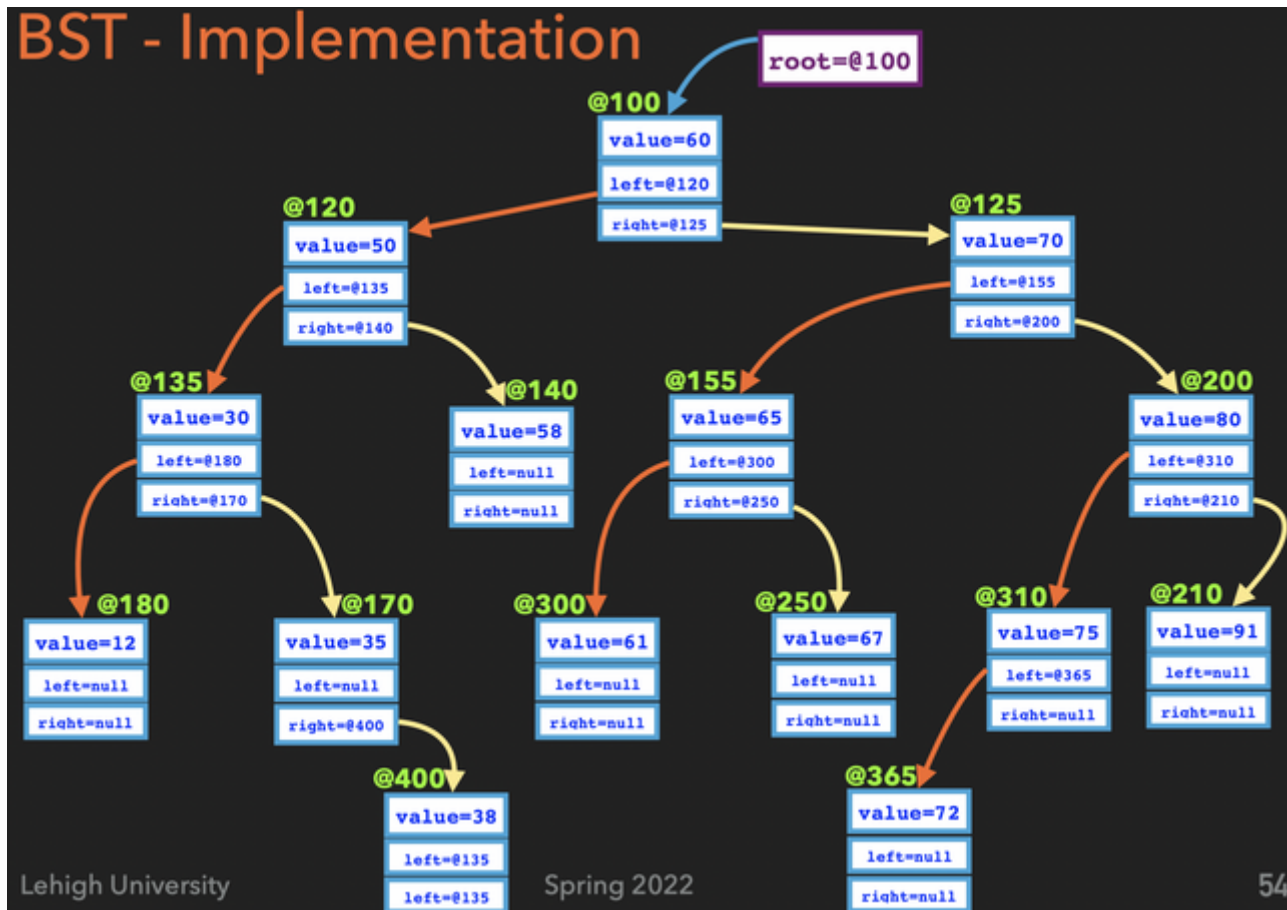 BST - Implementation
root=@100
@100
value=60
left=@120
right=@125
@120
value=50
left=@135
right=@140
@125
value=70
left=@155
right=@200
@135
value=30
left=@180
right=@170
@140
value=58
left=null
right=null
@155
value=65
left=@300
right=@250
@200
value=80
left=@310
right=@210
@180
value=12
left=null
right=null
@170
value=35
left=null
right=@400
@300
value=61
left=null
right=null
@250
value=67
left=null
right=null
@310
value=75
left=@365
right=null
@210
value=91
left=null
right=null
@400
value=38
left=@135
left=@135
@365
value=72
left=null
right=null
Lehigh University
Spring 2022
54